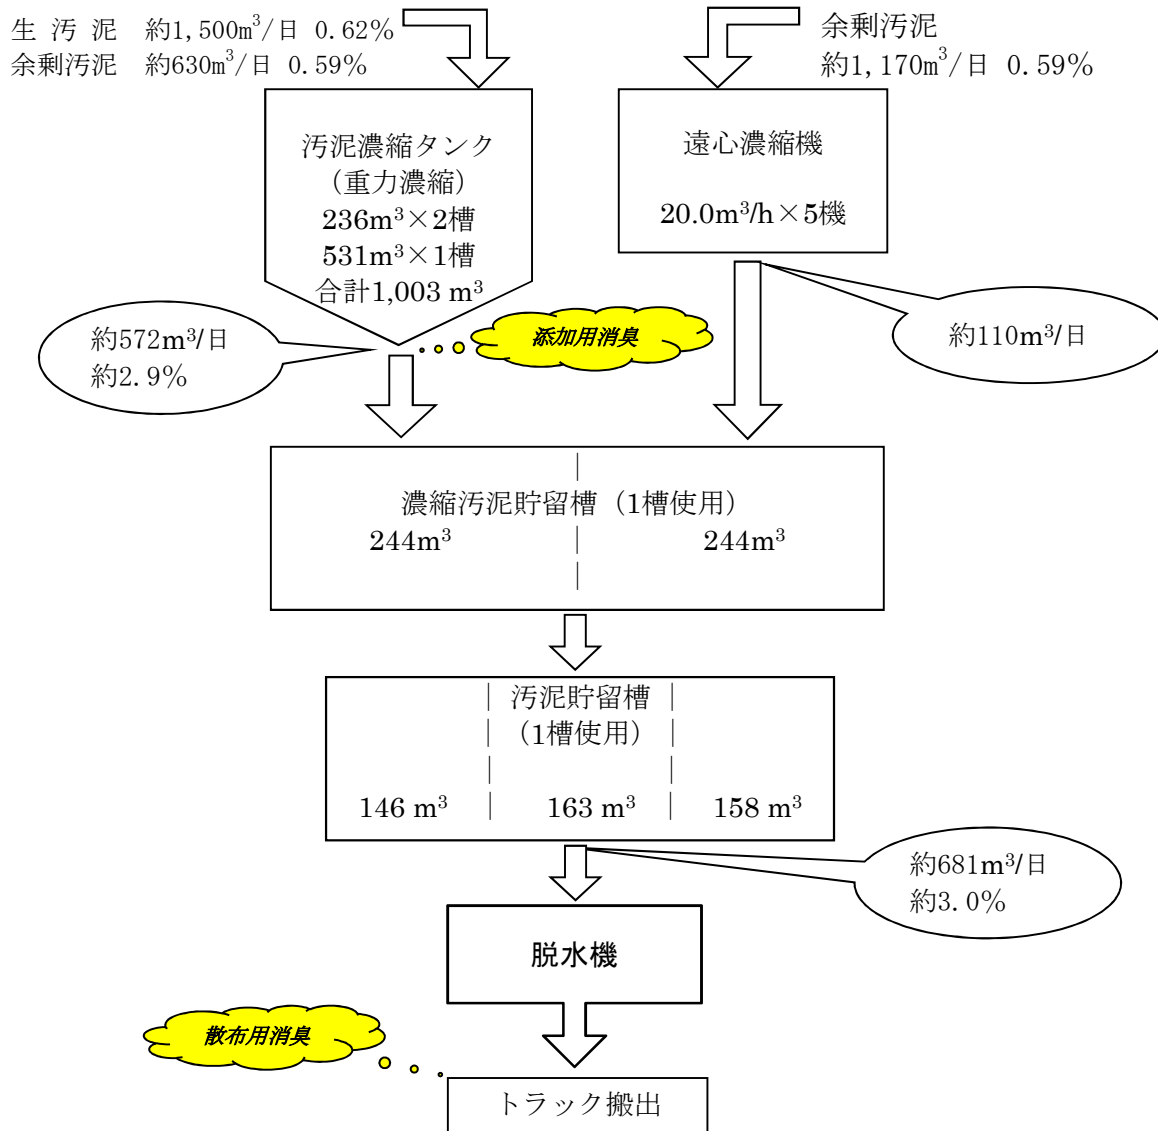 生 汚 泥 約1,500m³/日 0.62%
余剰汚泥 約630m³/日 0.59%
余剰汚泥
約1,170m³/日 0.59%
汚泥濃縮タンク
(重力濃縮)
236m³×2槽
531m³×1槽
合計1,003 m³
遠心濃縮機
20.0m³/h×5機
約572m³/日
約2.9%
添加用消臭
約110m³/日
濃縮汚泥貯留槽(1槽使用)
244m³ 244m³
汚泥貯留槽
(1槽使用)
146 m³ 163 m³ 158 m³
約681m³/日
約3.0%
脱水機
散布用消臭
トラック搬出